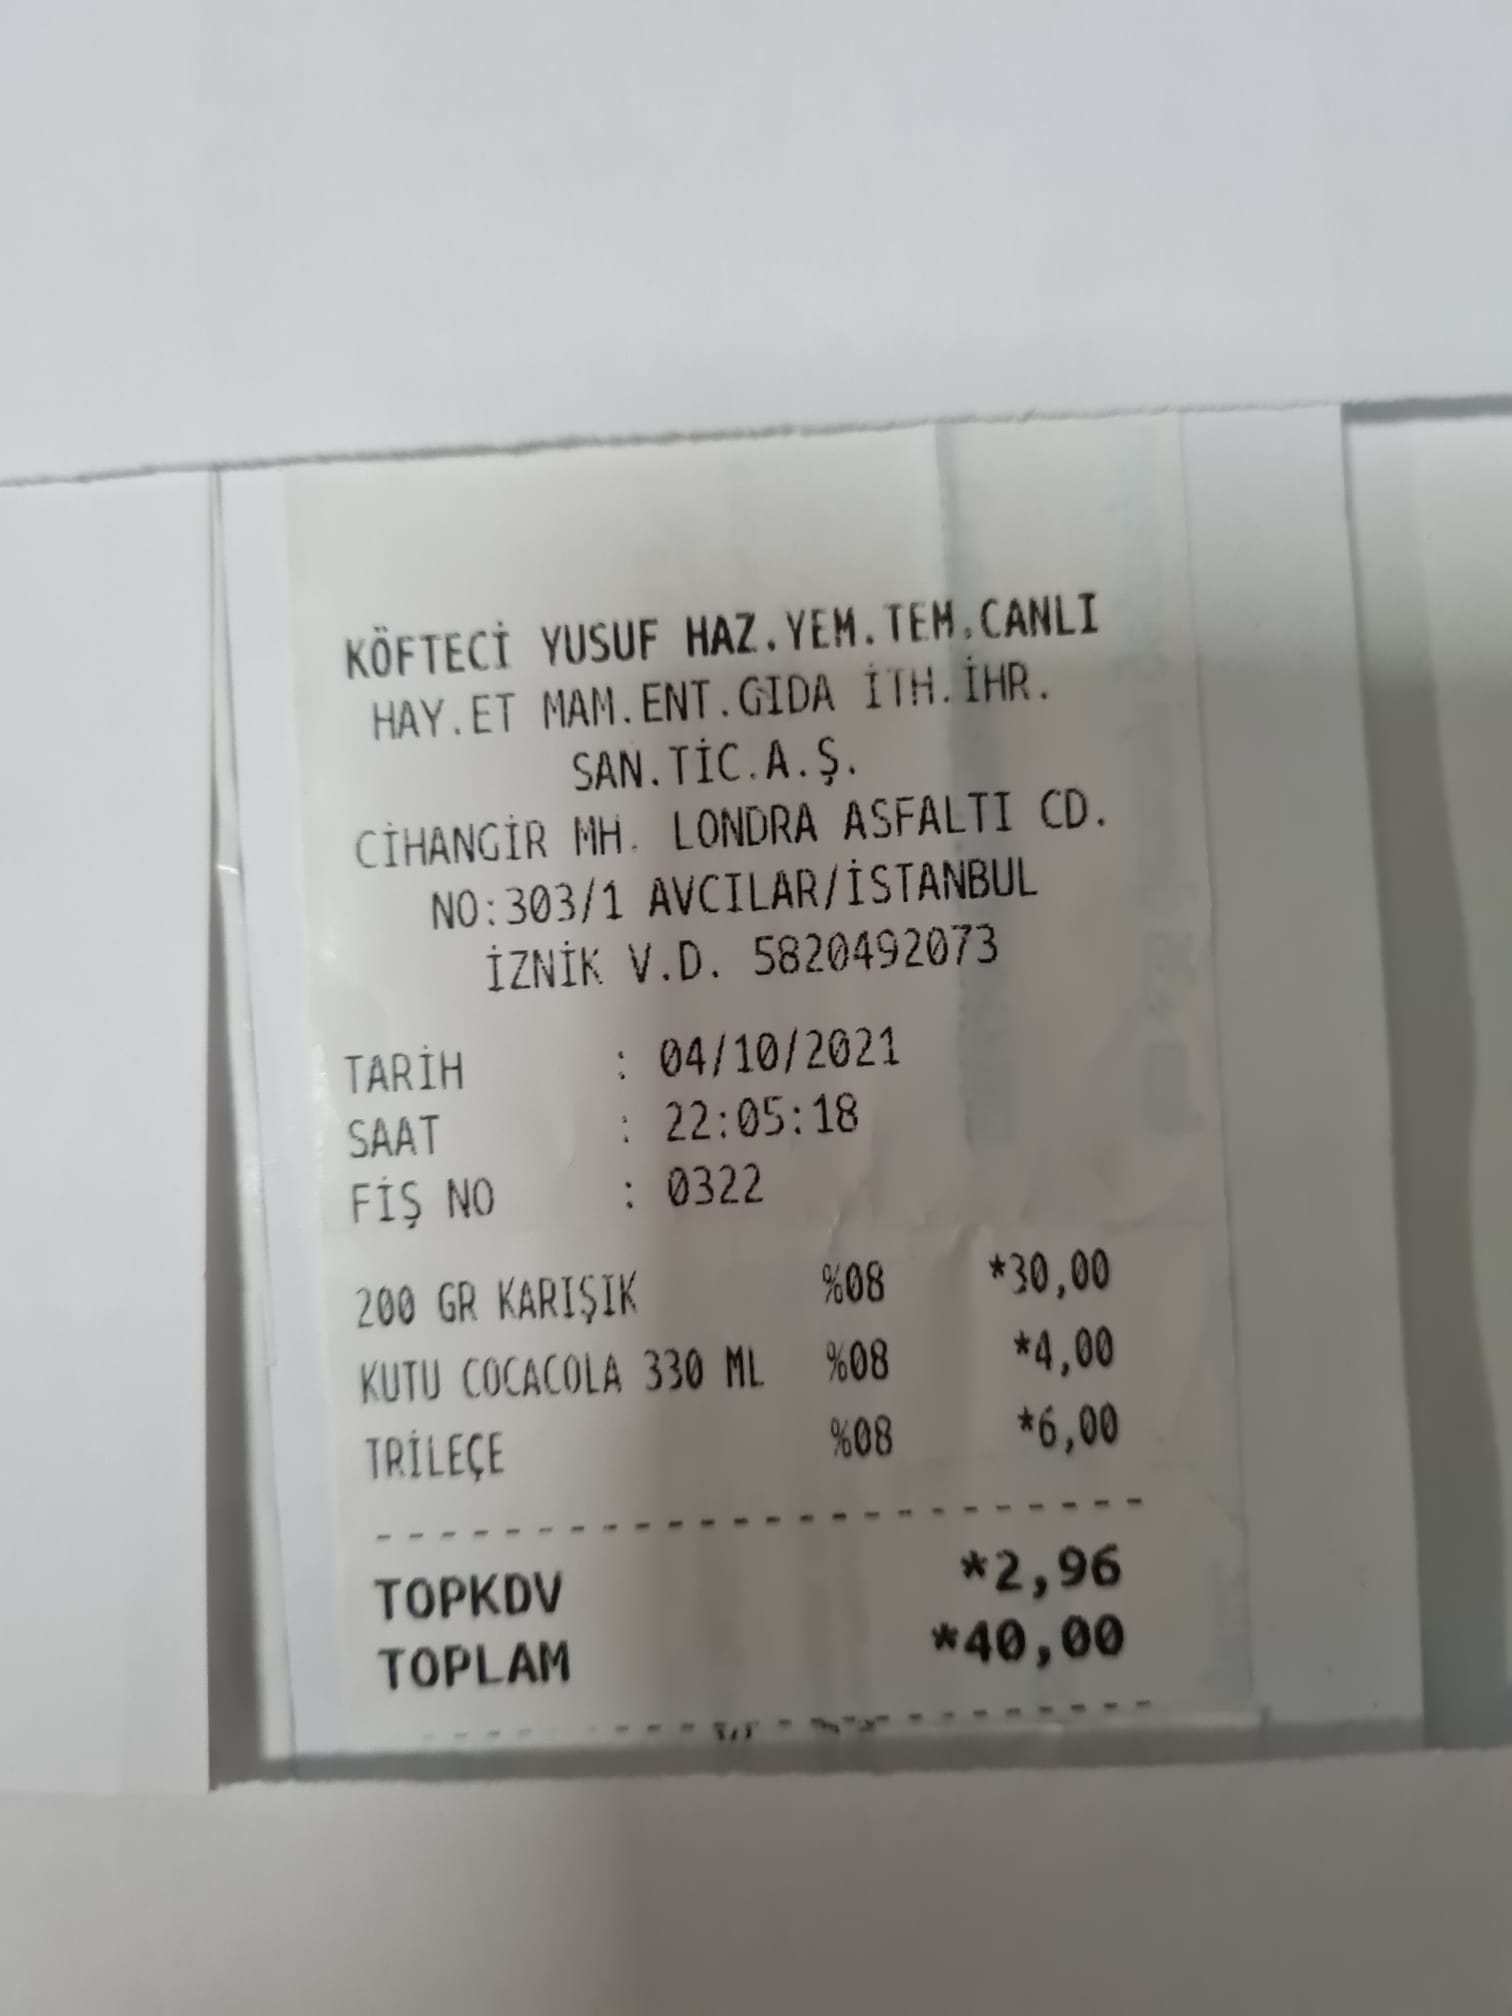 KÖFTECİ YUSUF HAZ.YEM.TEM.CANLI
HAY.ET MAM.ENT.GIDA İTH.İHR.
SAN.TİC.A.Ş.
CİHANGİR MH. LONDRA ASFALTI CD.
NO:303/1 AVCILAR/İSTANBUL
İZNİK V.D. 5820492073
TARİH : 04/10/2021
SAAT : 22:05:18
FİŞ NO : 0322
200 GR KARIŞIK %08 *30,00
KUTU COCACOLA 330 ML %08 *4,00
TRİLEÇE %08 *6,00
TOPKDV *2,96
TOPLAM *40,00